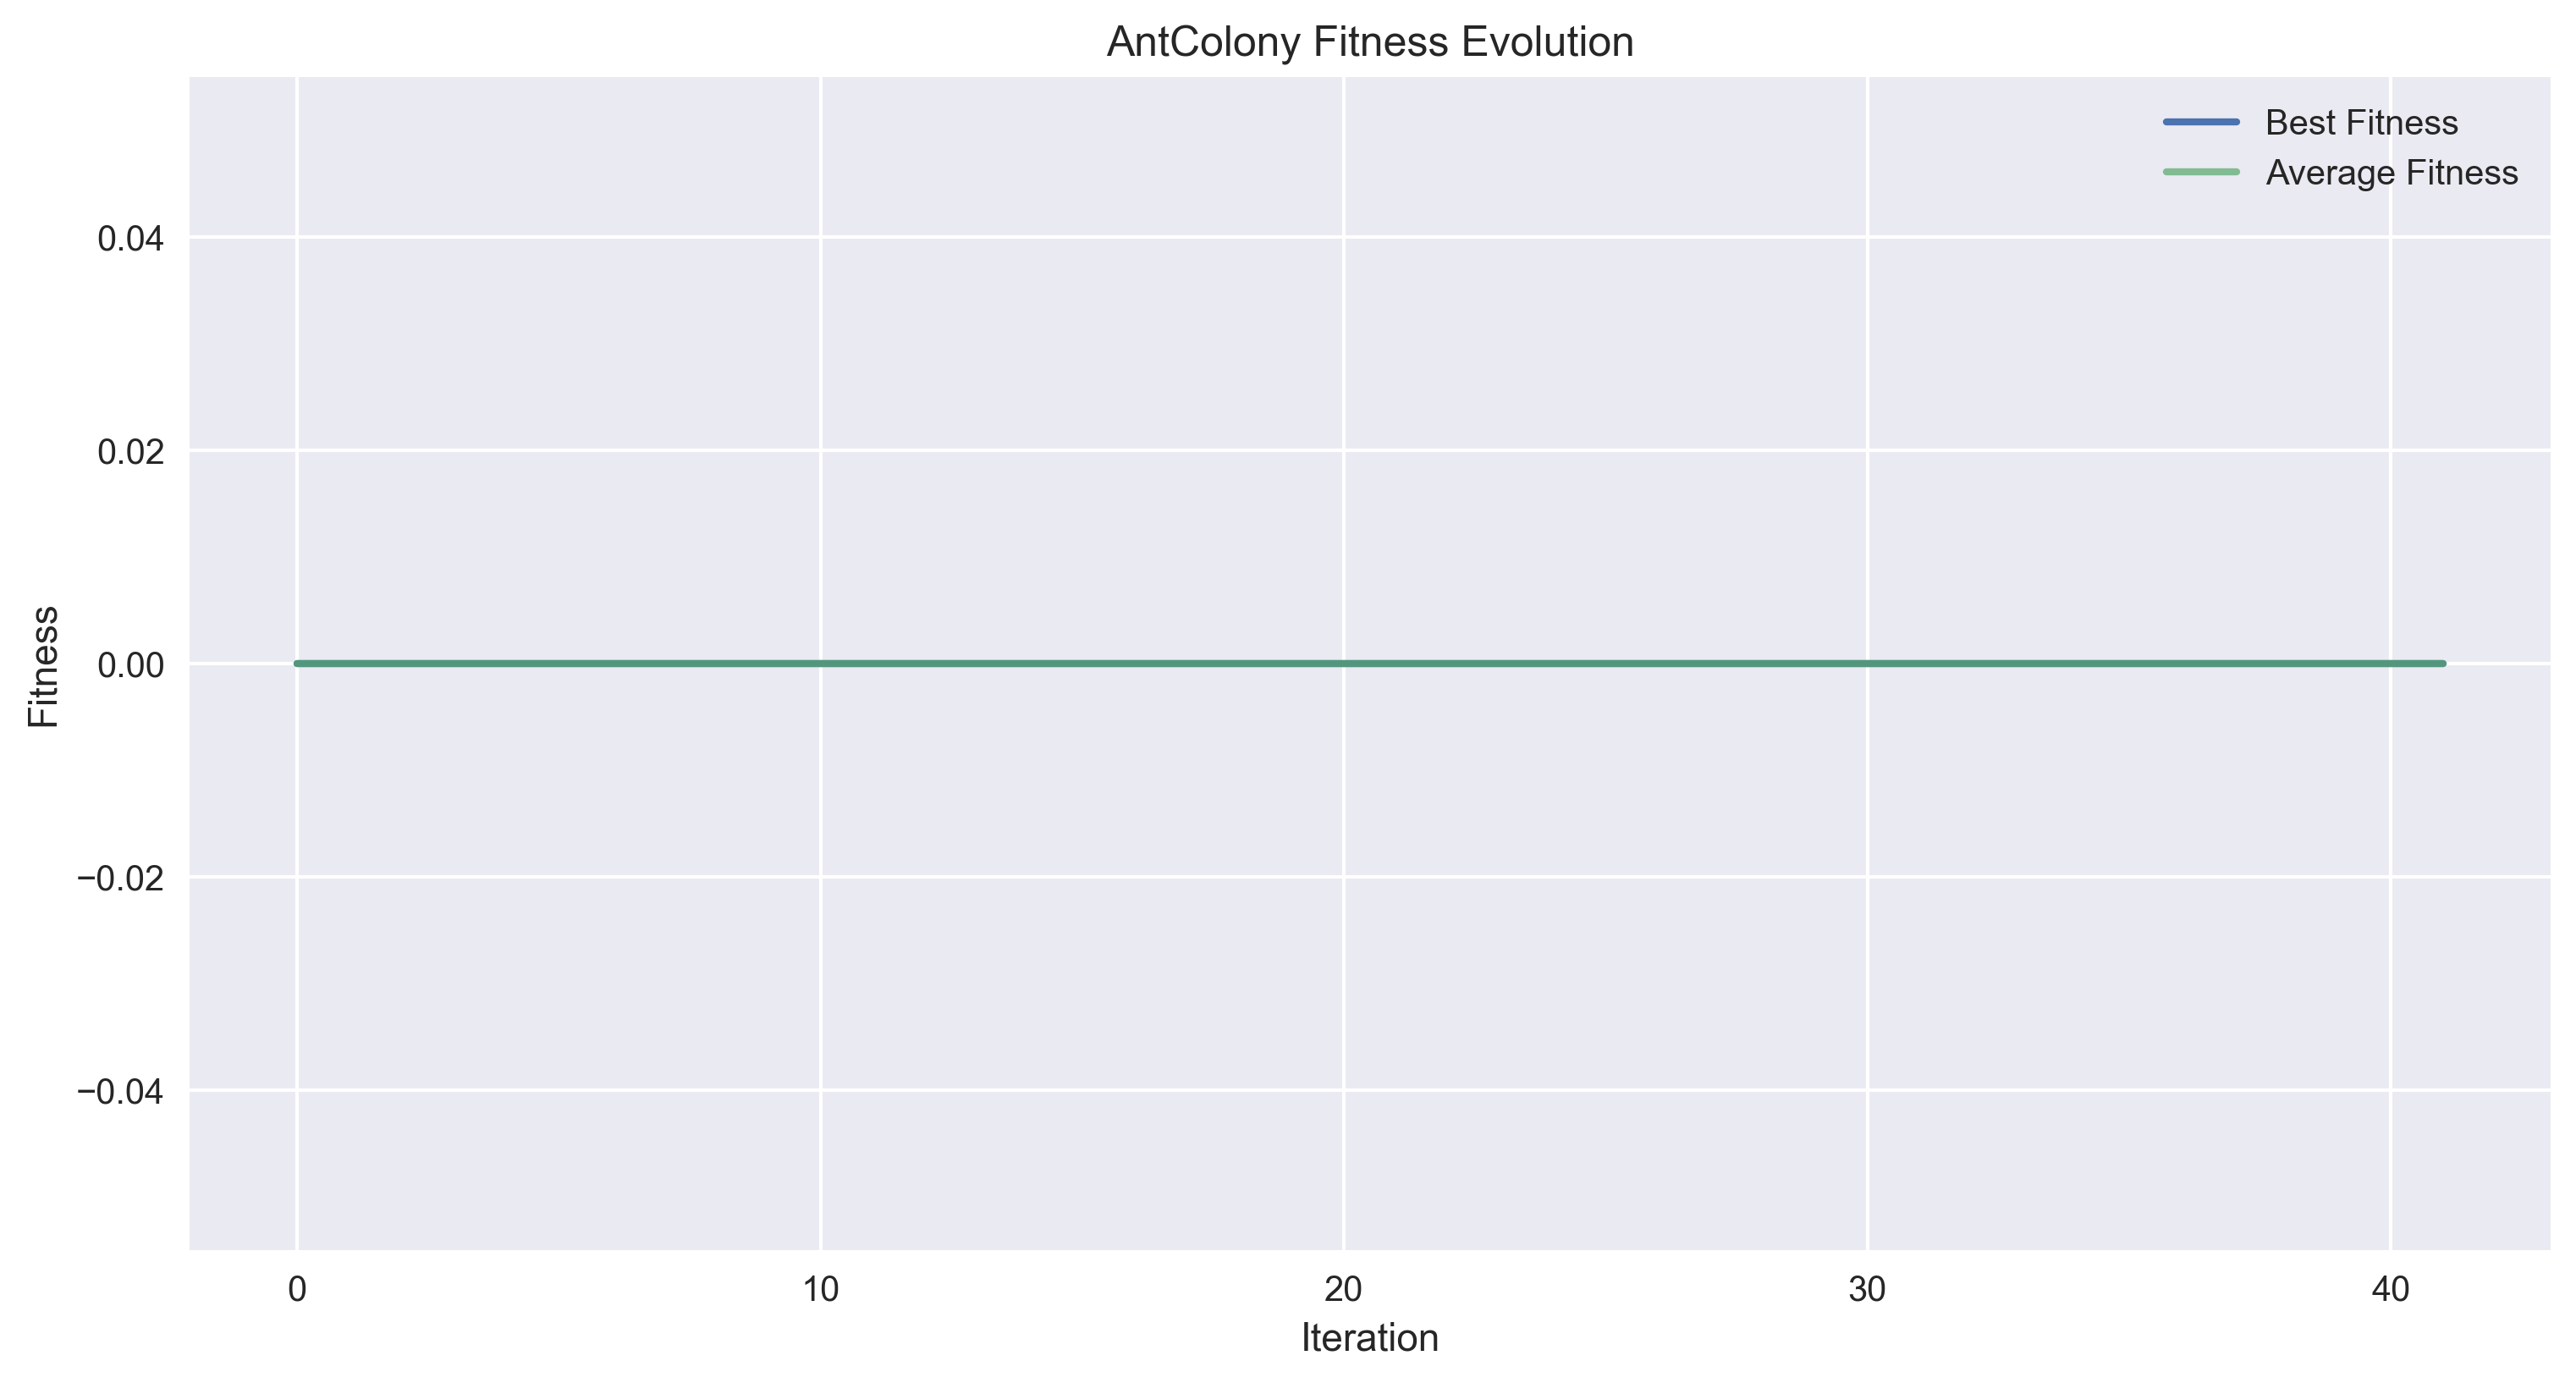 AntColony Fitness Evolution
Best Fitness
Average Fitness
0.04
0.02
0.00
−0.02
−0.04
Fitness
0 10 20 30 40
Iteration